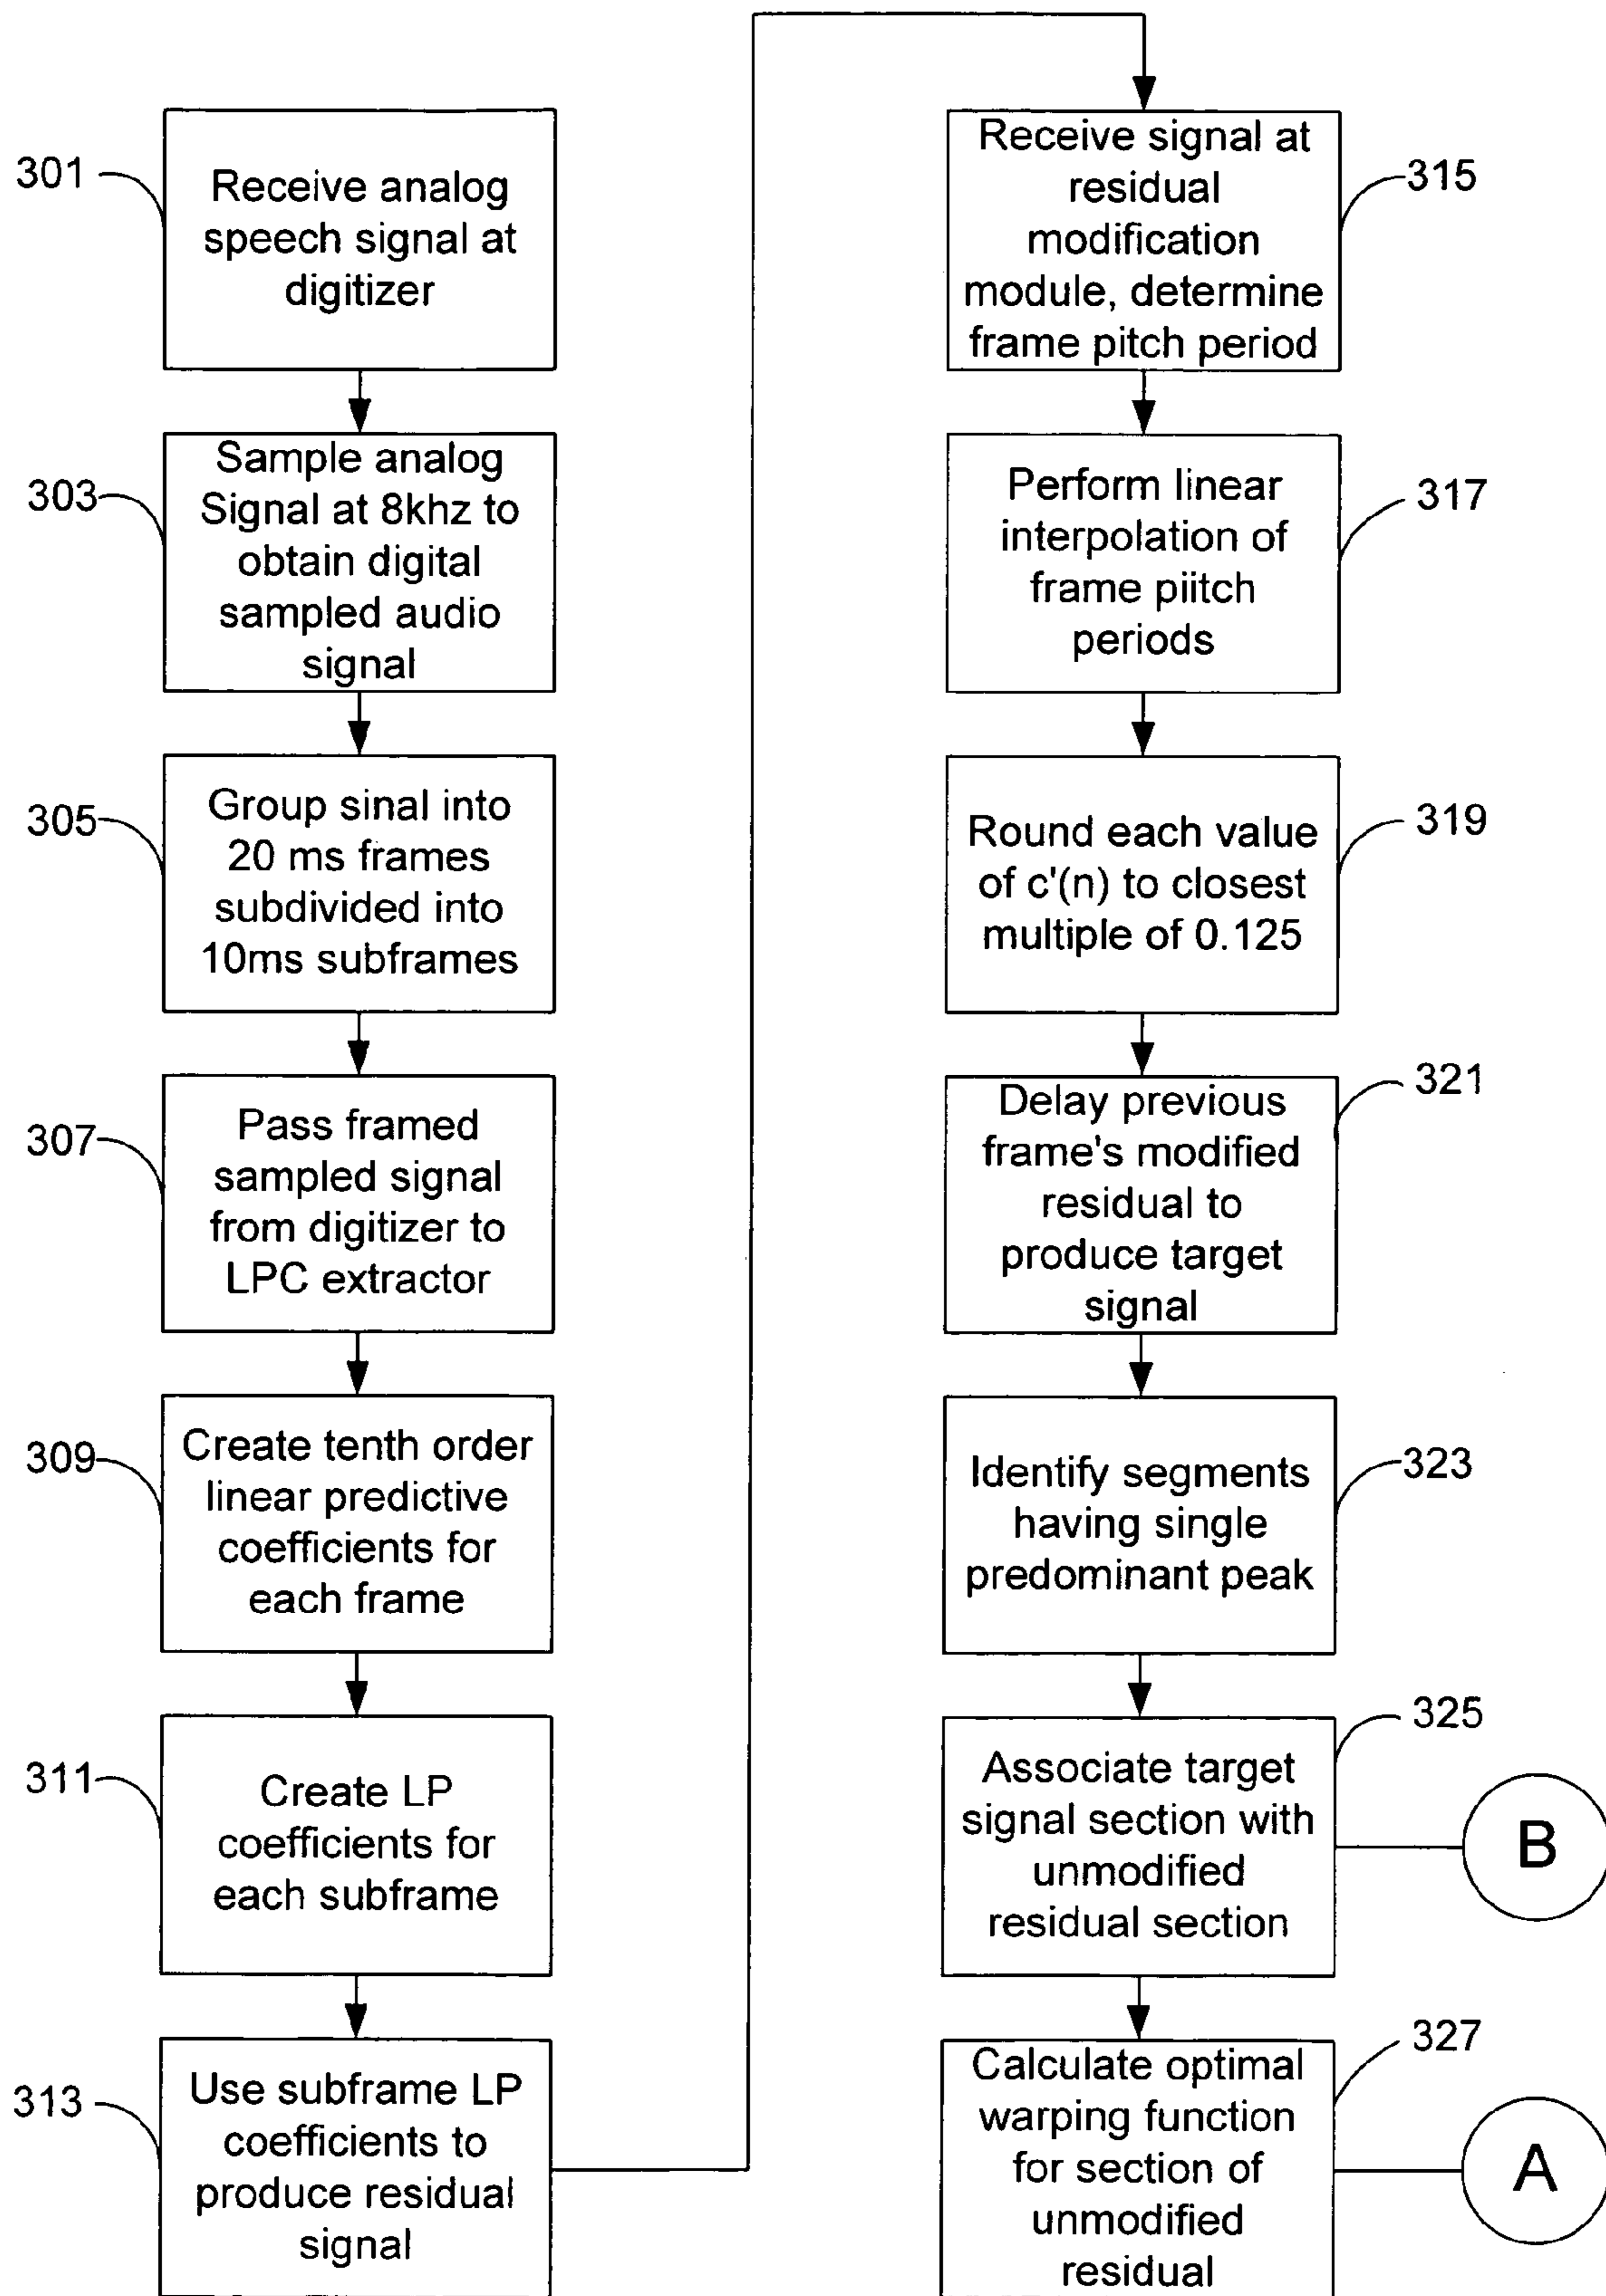 301
Receive analog
speech signal at
digitizer
303
Sample analog
Signal at 8khz to
obtain digital
sampled audio
signal
305
Group sinal into
20 ms frames
subdivided into
10ms subframes
307
Pass framed
sampled signal
from digitizer to
LPC extractor
309
Create tenth order
linear predictive
coefficients for
each frame
311
Create LP
coefficients for
each subframe
313
Use subframe LP
coefficients to
produce residual
signal
Receive signal at
residual
modification
module, determine
frame pitch period
315
Perform linear
interpolation of
frame piitch
periods
317
Round each value
of c'(n) to closest
multiple of 0.125
319
Delay previous
frame's modified
residual to
produce target
signal
321
Identify segments
having single
predominant peak
323
Associate target
signal section with
unmodified
residual section
325
B
Calculate optimal
warping function
for section of
unmodified
residual
327
A